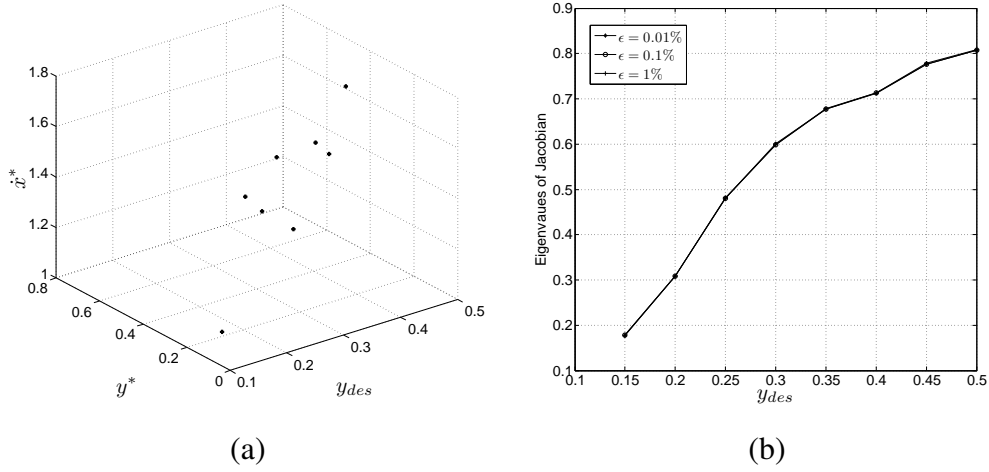 1.8
1.6
1.4
1.2
1
ẋ*
0.8
0.6
0.4
0.2
0
y*
0.1
0.2
0.3
0.4
0.5
y_des
(a)
0.9
0.8
0.7
0.6
0.5
0.4
0.3
0.2
0.1
Eigenvaues of Jacobian
ϵ = 0.01%
ϵ = 0.1%
ϵ = 1%
0.1 0.15 0.2 0.25 0.3 0.35 0.4 0.45 0.5
y_des
(b)